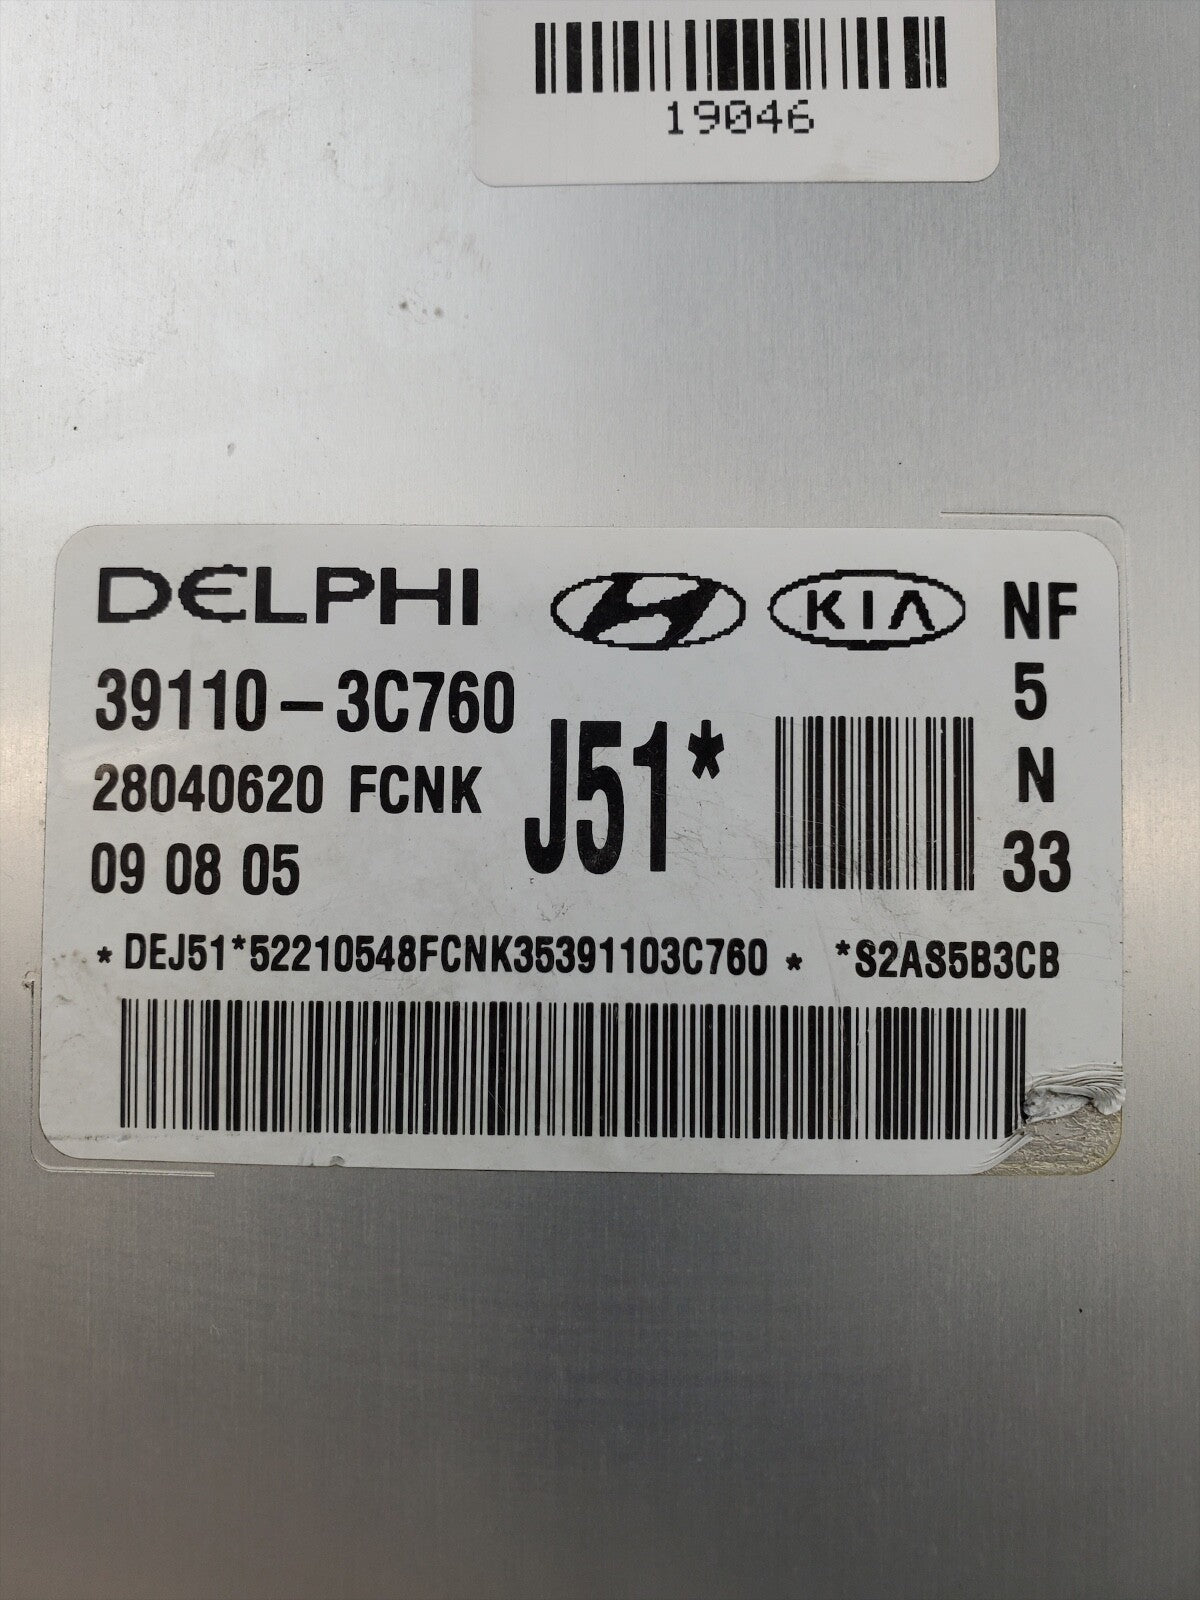 19046
DELPHI KIA NF
39110-3C760 5
28040620 FCNK J51* N
09 08 05 33
* DEJ51*52210548FCNK35391103C760 * *S2AS5B3CB